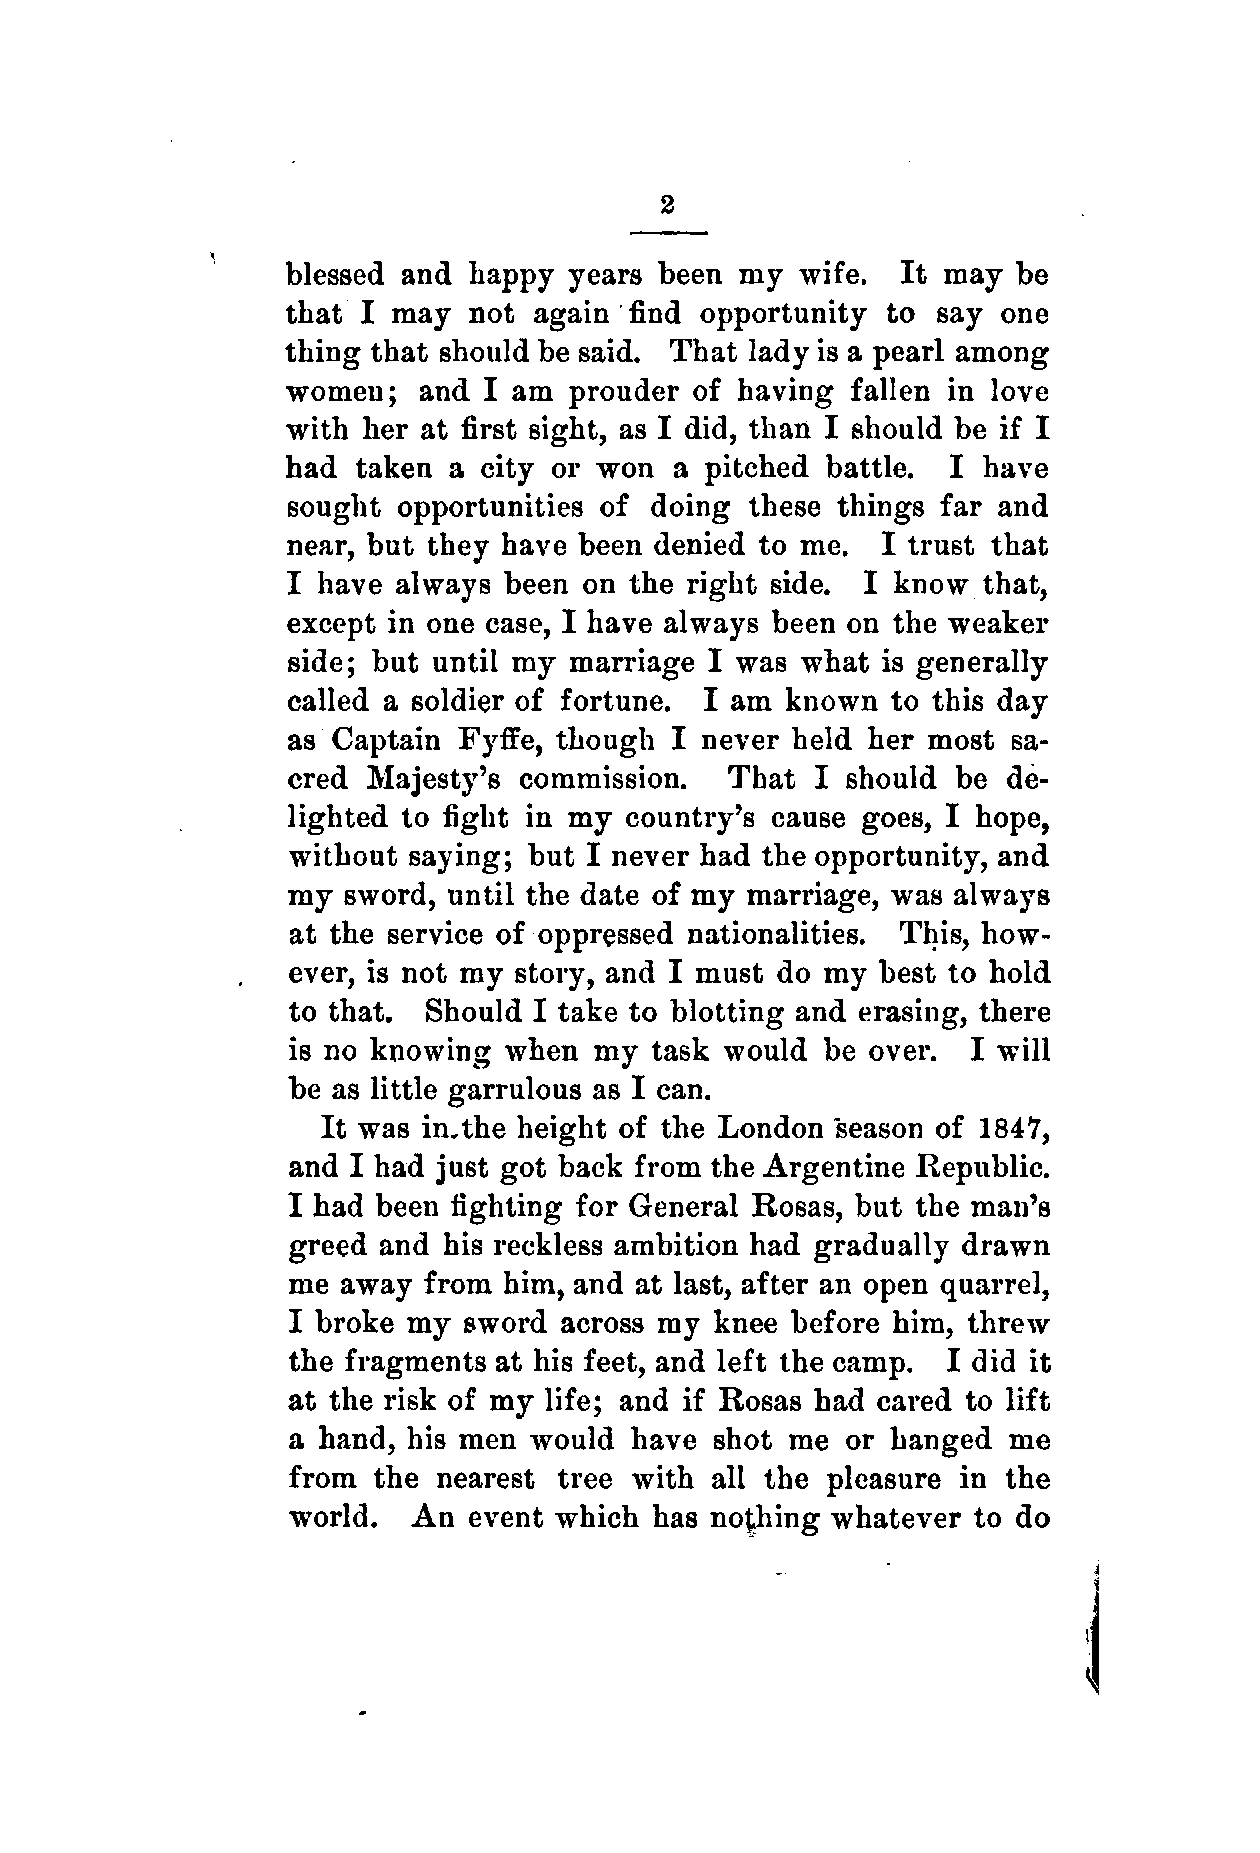 2
blessed and happy years been my wife. It may be
that I may not again find opportunity to say one
thing that should be said. That lady is a pearl among
women; and I am prouder of having fallen in love
with her at first sight, as I did, than I should be if I
had taken a city or won a pitched battle. I have
sought opportunities of doing these things far and
near, but they have been denied to me. I trust that
I have always been on the right side. I know that,
except in one case, I have always been on the weaker
side; but until my marriage I was what is generally
called a soldier of fortune. I am known to this day
as Captain Fyffe, though I never held her most sa-
cred Majesty's commission. That I should be de-
lighted to fight in my country's cause goes, I hope,
without saying; but I never had the opportunity, and
my sword, until the date of my marriage, was always
at the service of oppressed nationalities. This, how-
ever, is not my story, and I must do my best to hold
to that. Should I take to blotting and erasing, there
is no knowing when my task would be over. I will
be as little garrulous as I can.
It was in the height of the London season of 1847,
and I had just got back from the Argentine Republic.
I had been fighting for General Rosas, but the man's
greed and his reckless ambition had gradually drawn
me away from him, and at last, after an open quarrel,
I broke my sword across my knee before him, threw
the fragments at his feet, and left the camp. I did it
at the risk of my life; and if Rosas had cared to lift
a hand, his men would have shot me or hanged me
from the nearest tree with all the pleasure in the
world. An event which has nothing whatever to do